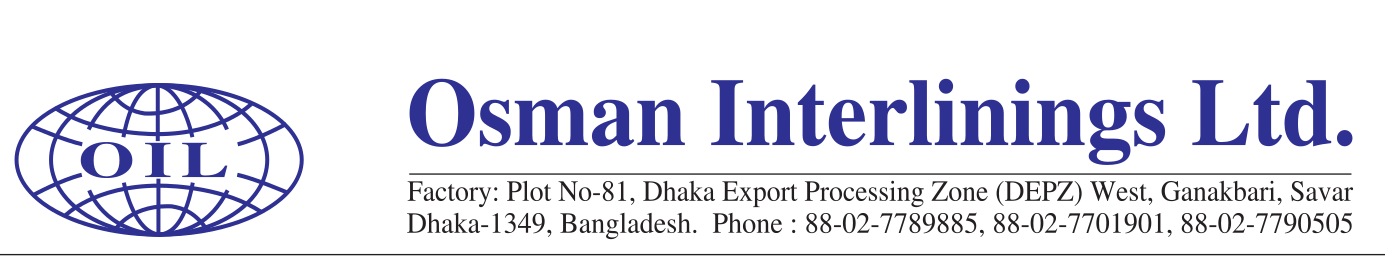 OIL
Osman Interlinings Ltd.
Factory: Plot No-81, Dhaka Export Processing Zone (DEPZ) West, Ganakbari, Savar
Dhaka-1349, Bangladesh.  Phone : 88-02-7789885, 88-02-7701901, 88-02-7790505